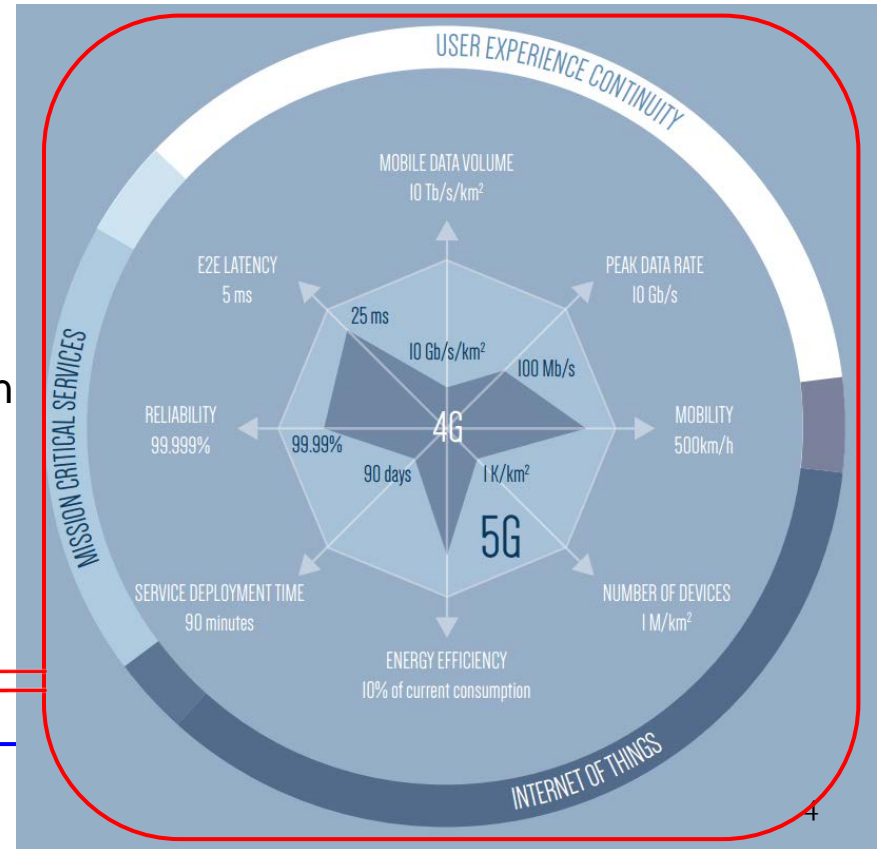 USER EXPERIENCE CONTINUITY
MOBILE DATA VOLUME
10 Tb/s/km²
E2E LATENCY
5 ms
PEAK DATA RATE
10 Gb/s
25 ms
10 Gb/s/km²
100 Mb/s
n
RELIABILITY
99.999%
99.99%
4G
MOBILITY
500km/h
MISSION CRITICAL SERVICES
90 days
1 K/km²
5G
SERVICE DEPLOYMENT TIME
90 minutes
NUMBER OF DEVICES
1 M/km²
ENERGY EFFICIENCY
10% of current consumption
INTERNET OF THINGS
4